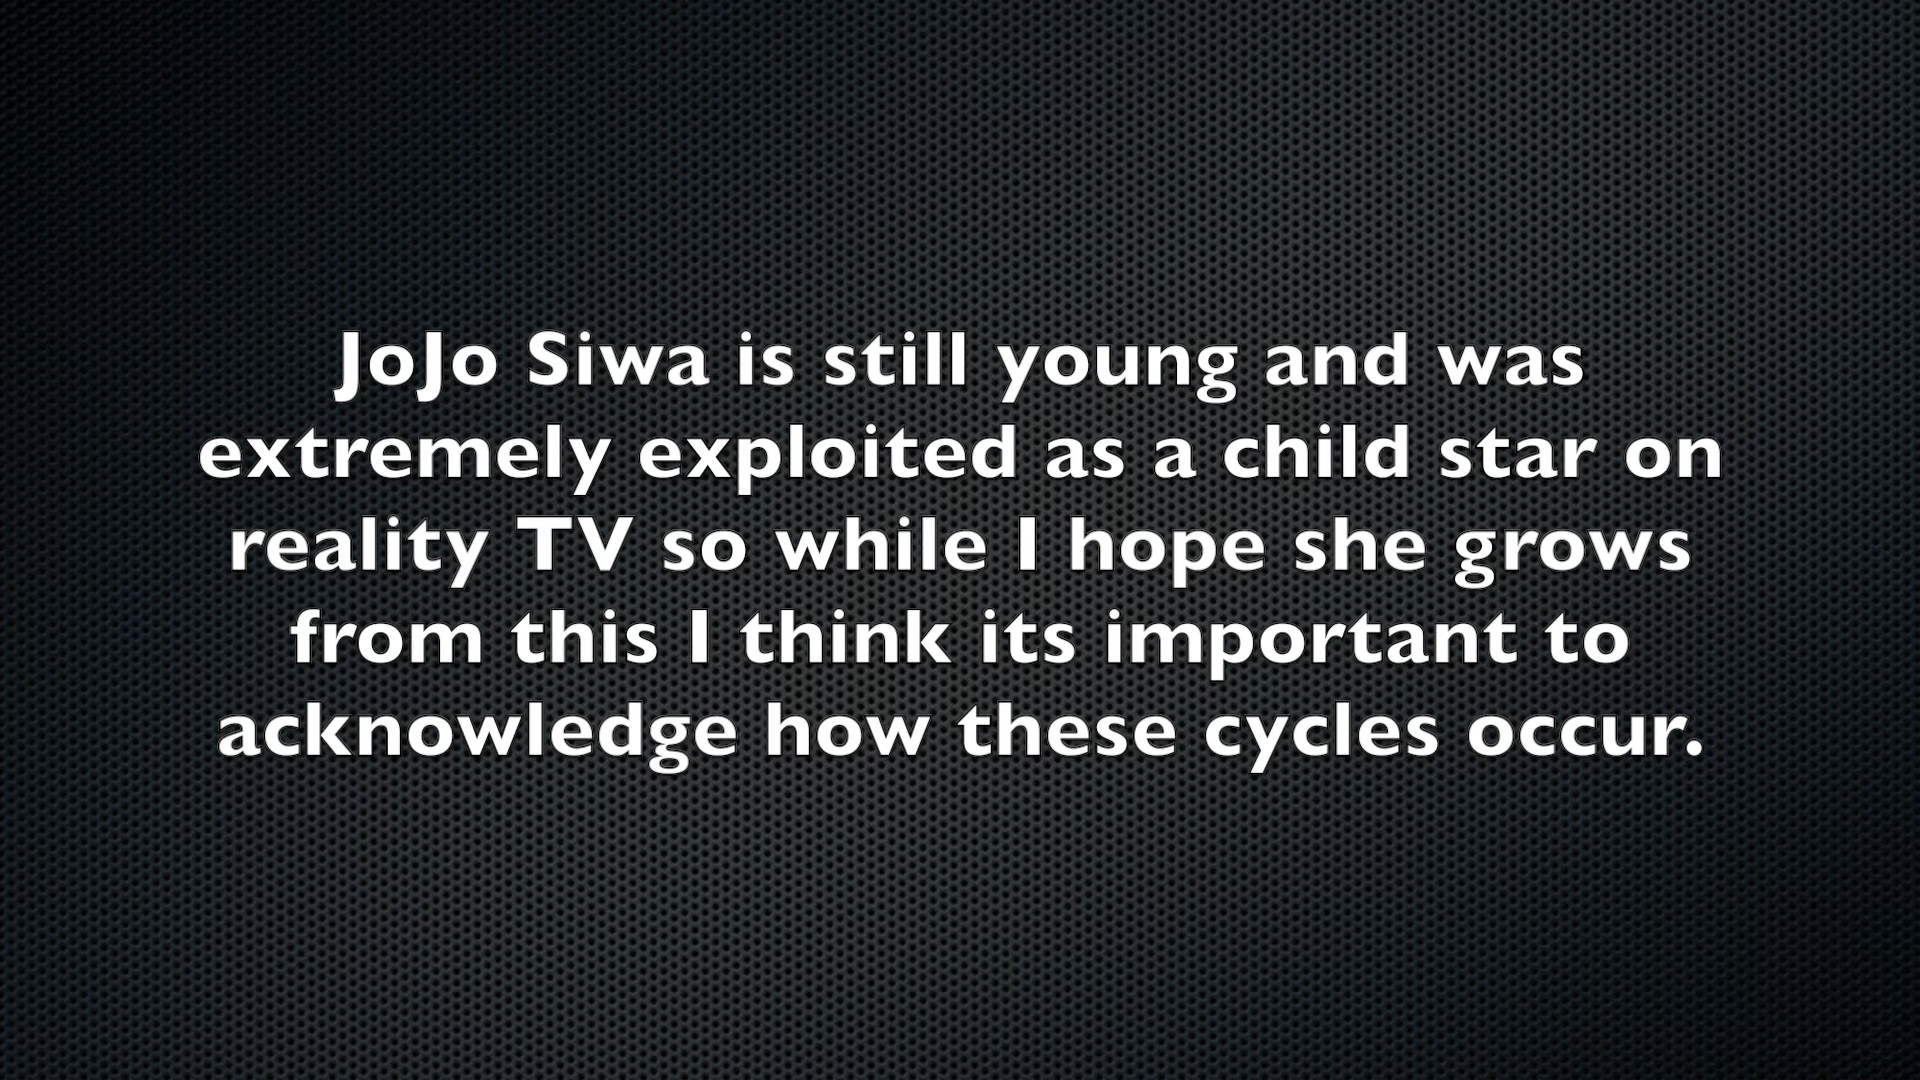 JoJo Siwa is still young and was
extremely exploited as a child star on
reality TV so while I hope she grows
from this I think its important to
acknowledge how these cycles occur.